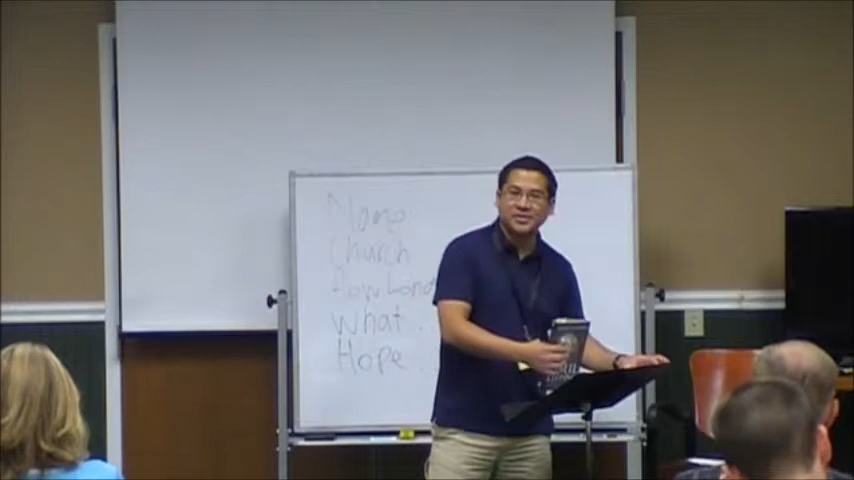 Name
Church
How Long
What . .
Hope .